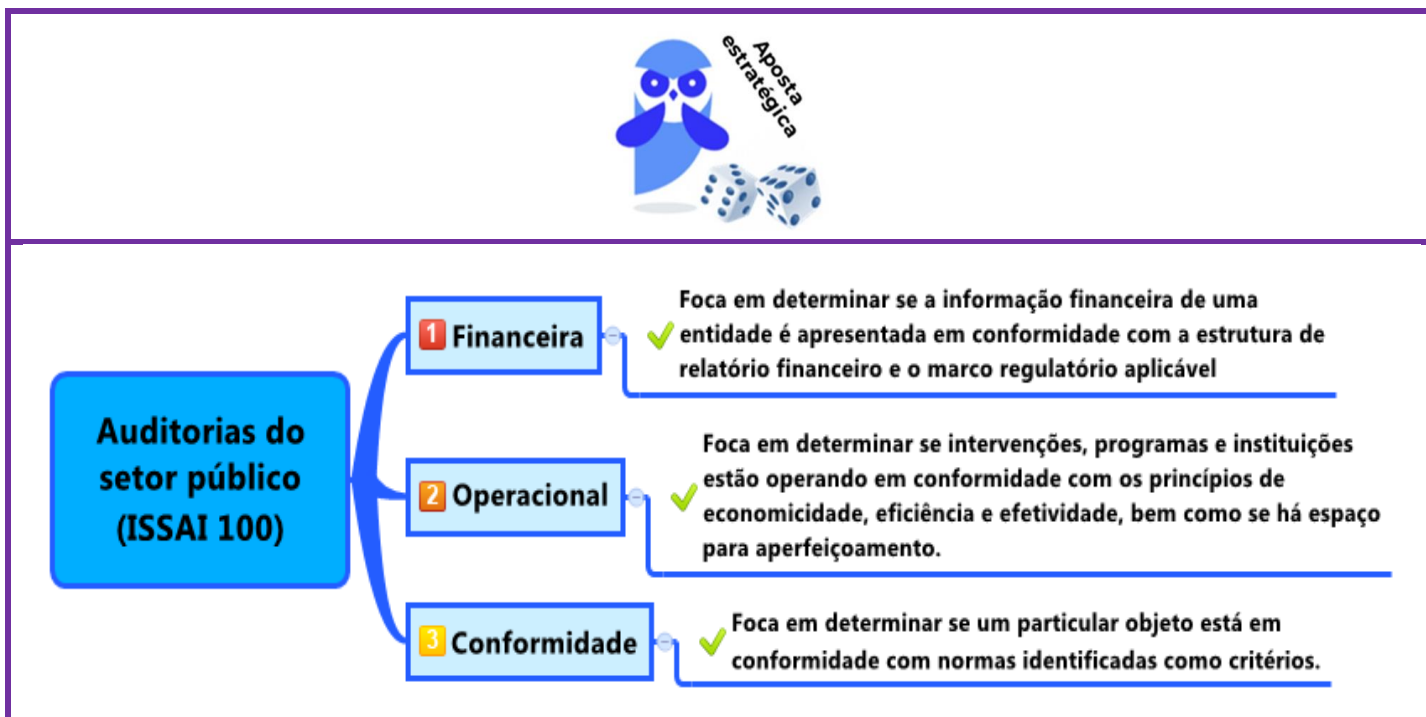 Aposta
estratégica
Auditorias do
setor público
(ISSAI 100)
1 Financeira
Foca em determinar se a informação financeira de uma
entidade é apresentada em conformidade com a estrutura de
relatório financeiro e o marco regulatório aplicável
2 Operacional
Foca em determinar se intervenções, programas e instituições
estão operando em conformidade com os princípios de
economicidade, eficiência e efetividade, bem como se há espaço
para aperfeiçoamento.
3 Conformidade
Foca em determinar se um particular objeto está em
conformidade com normas identificadas como critérios.